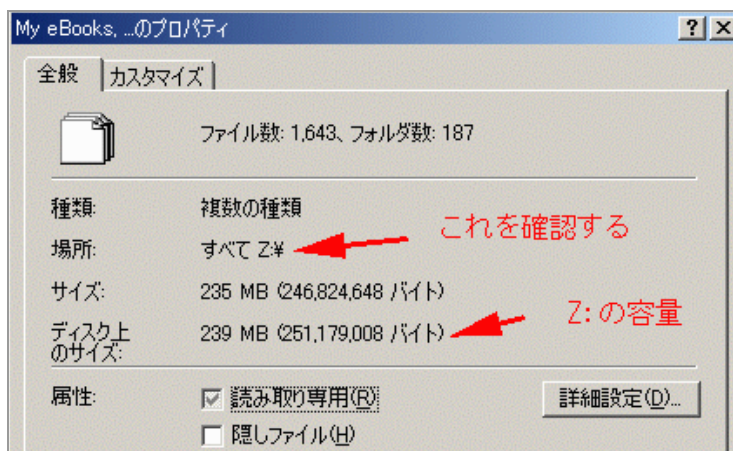 My eBooks, ...のプロパティ
全般
カスタマイズ
ファイル数: 1,643、フォルダ数: 187
種類: 複数の種類
これを確認する
場所: すべて Z:¥
サイズ: 235 MB (246,824,648 バイト)
Z: の容量
ディスク上
のサイズ: 239 MB (251,179,008 バイト)
属性: 読み取り専用(R) 詳細設定(D)...
隠しファイル(H)